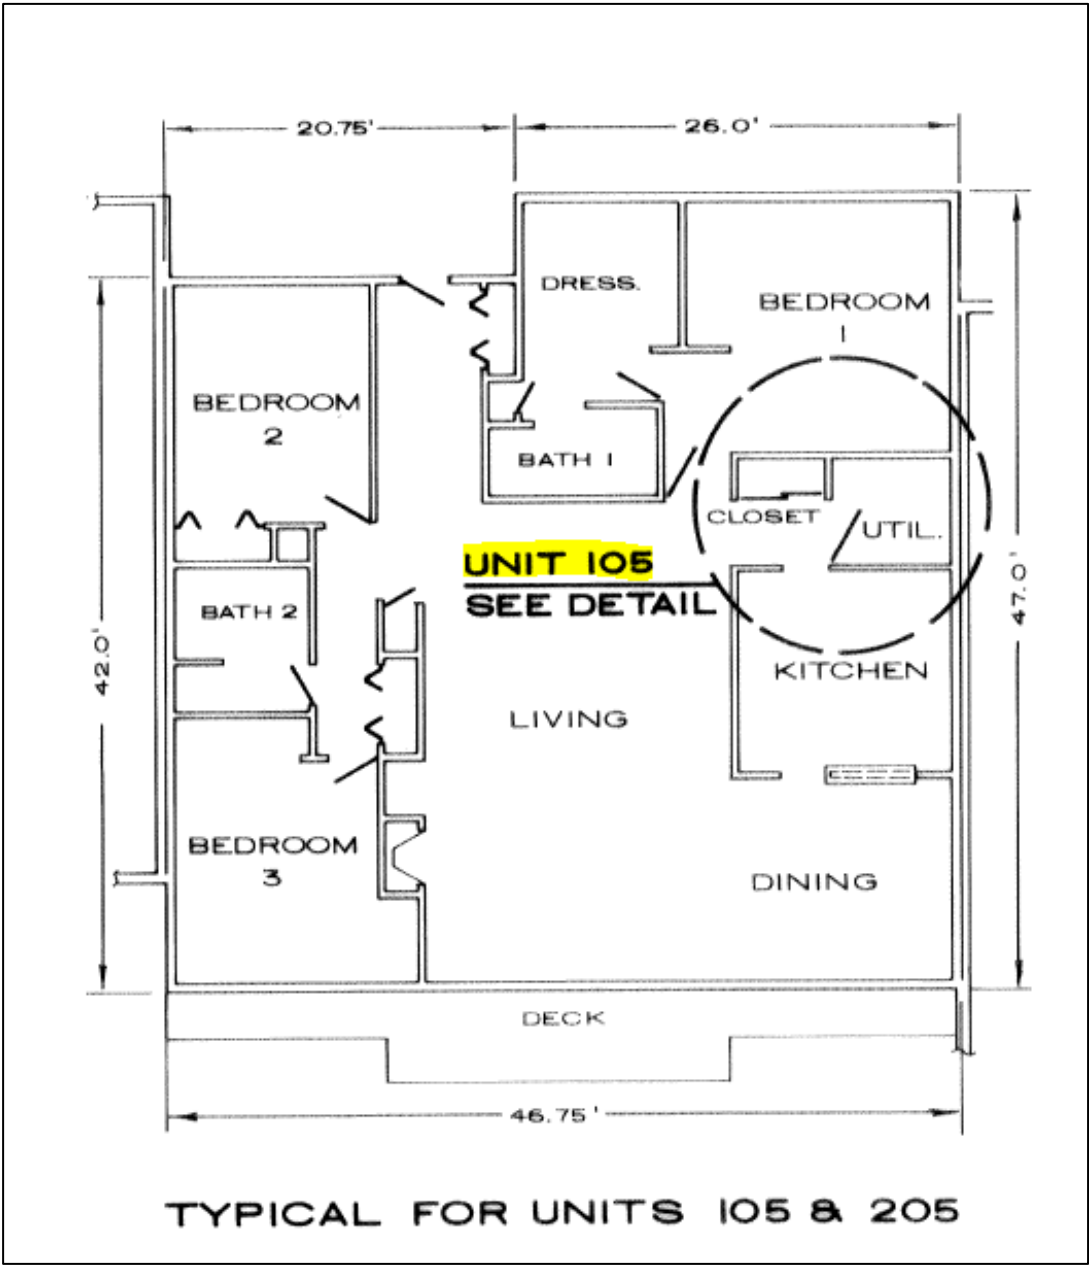 20.75'
26.0'
DRESS.
BEDROOM
1
BEDROOM
2
BATH 1
CLOSET
UTIL.
UNIT 105
SEE DETAIL
BATH 2
42.0'
47.0'
KITCHEN
LIVING
BEDROOM
3
DINING
DECK
46.75'
TYPICAL FOR UNITS 105 & 205